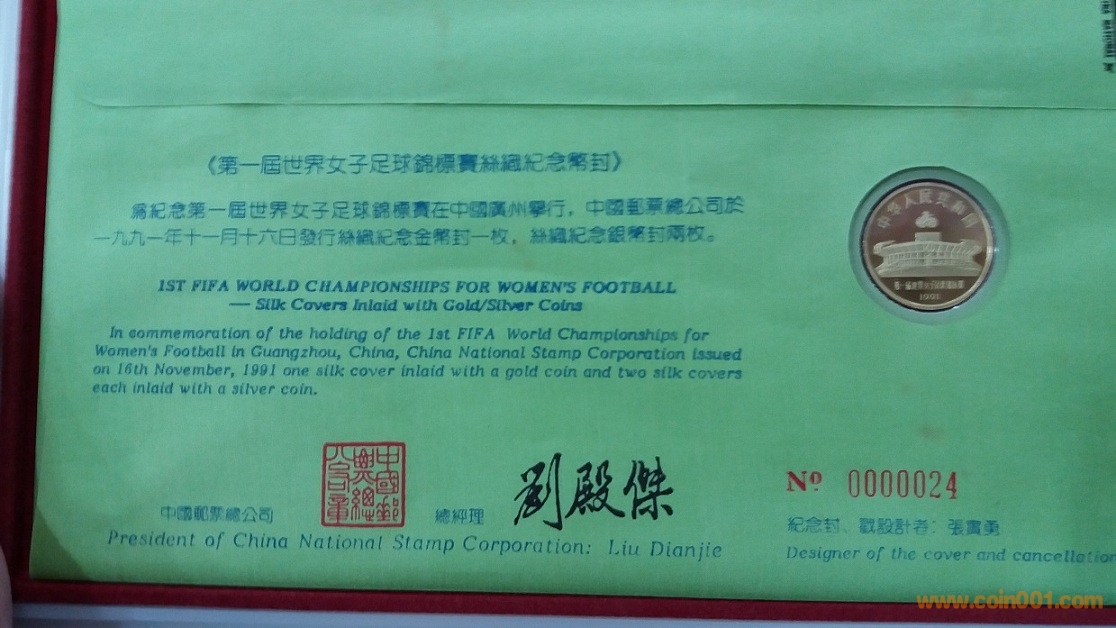 《第一屆世界女子足球錦標賽絲織紀念幣封》
為紀念第一屆世界女子足球錦標賽在中國廣州舉行，中國郵票總公司於
一九九一年十一月十六日發行絲織紀念金幣封一枚，絲織紀念銀幣封兩枚。
1ST FIFA WORLD CHAMPIONSHIPS FOR WOMEN'S FOOTBALL
— Silk Covers Inlaid with Gold/Silver Coins
In commemoration of the holding of the 1st FIFA World Championships for
Women's Football in Guangzhou, China, China National Stamp Corporation issued
on 16th November, 1991 one silk cover inlaid with a gold coin and two silk covers
each inlaid with a silver coin.
中华人民共和国
1991
中國郵票總公司
總經理
劉殿傑
President of China National Stamp Corporation: Liu Dianjie
Nº 0000024
紀念封、戳設計者：張實勇
Designer of the cover and cancellation
www.coin001.com